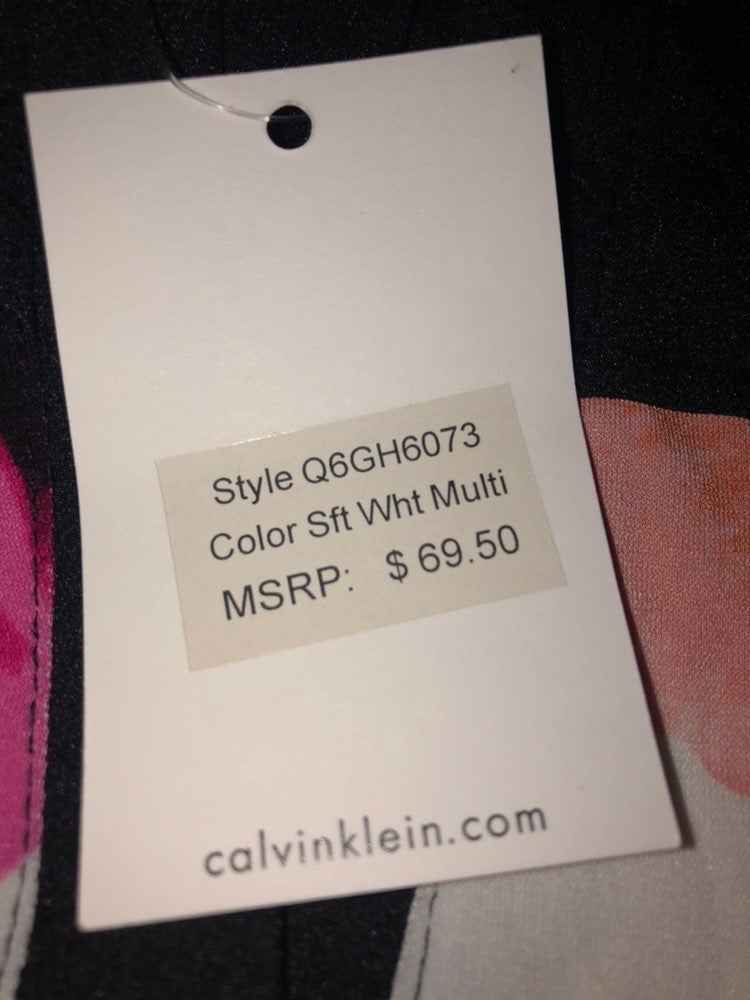 Style Q6GH6073
Color Sft Wht Multi
MSRP: $ 69.50
calvinklein.com